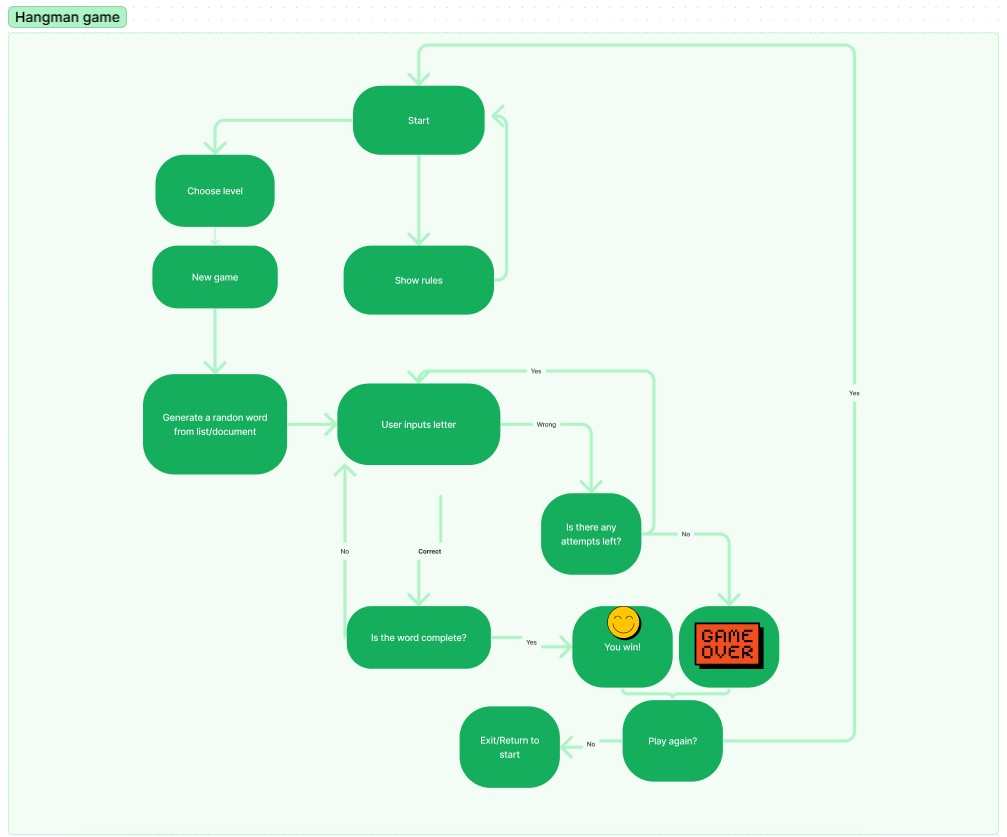 Hangman game
Start
Choose level
New game
Show rules
Generate a randon word
from list/document
User inputs letter
Yes
Wrong
Yes
Is there any
attempts left?
No
No
Correct
Is the word complete?
Yes
You win!
GAME
OVER
Exit/Return to
start
No
Play again?